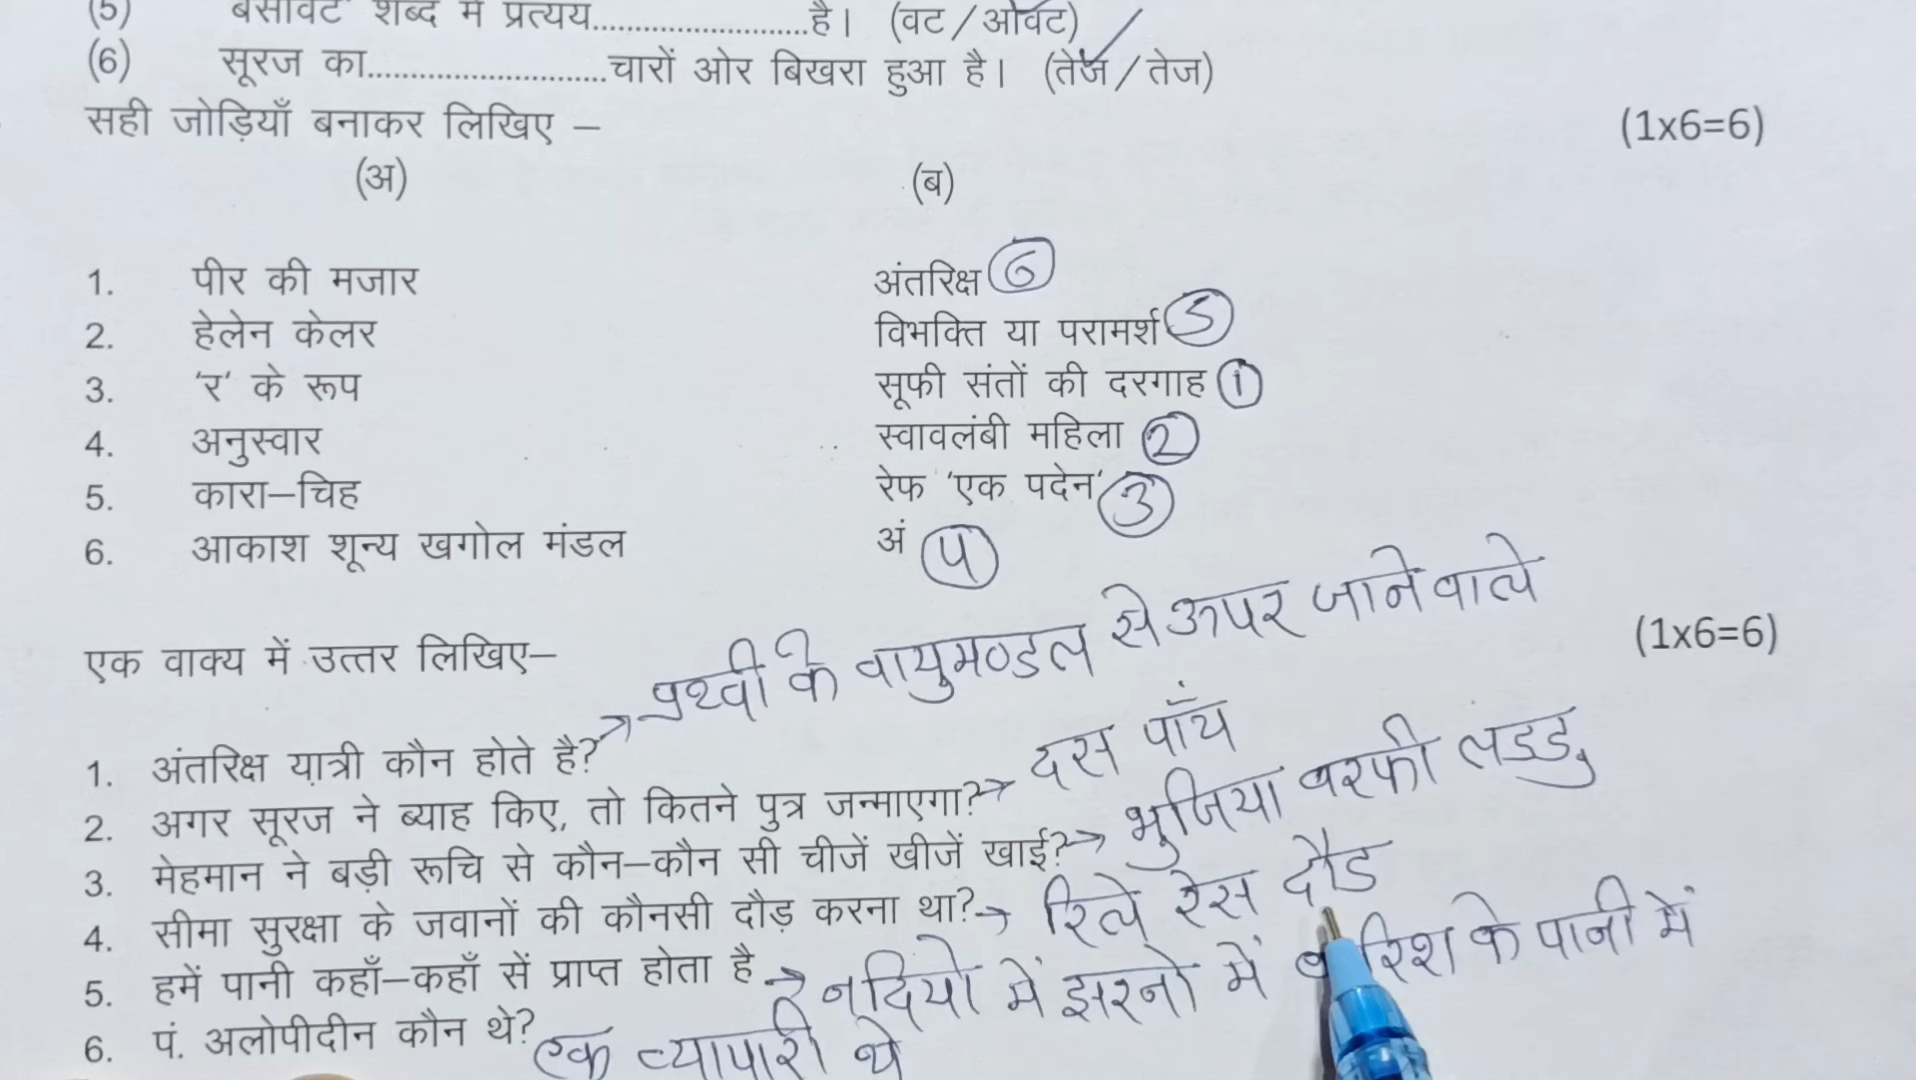 (5) बसावट शब्द में प्रत्यय........................है। (वट/ओवट)
(6) सूरज का...........................चारों ओर बिखरा हुआ है। (तेज/तेज)
सही जोड़ियाँ बनाकर लिखिए – (1x6=6)
(अ) (ब)
1. पीर की मजार अंतरिक्ष 6
2. हेलेन केलर विभक्ति या परामर्श 5
3. 'र' के रूप सूफी संतों की दरगाह 1
4. अनुस्वार स्वावलंबी महिला 2
5. कारा–चिह रेफ 'एक पदेन' 3
6. आकाश शून्य खगोल मंडल अं 4
एक वाक्य में उत्तर लिखिए– (1x6=6)
1. अंतरिक्ष यात्री कौन होते है? → प्रथ्वी के वायुमण्डल से ऊपर जाने वाले
2. अगर सूरज ने ब्याह किए, तो कितने पुत्र जन्माएगा? → दस पाँच
3. मेहमान ने बड़ी रूचि से कौन–कौन सी चीजें खीजें खाई? → भुजिया बरफी लडडु
4. सीमा सुरक्षा के जवानों की कौनसी दौड़ करना था? → रिले रेस दौड
5. हमें पानी कहाँ–कहाँ सें प्राप्त होता है → नदियो में झरनो में बारिश के पानी में
6. पं. अलोपीदीन कौन थे? एक व्यापारी थे